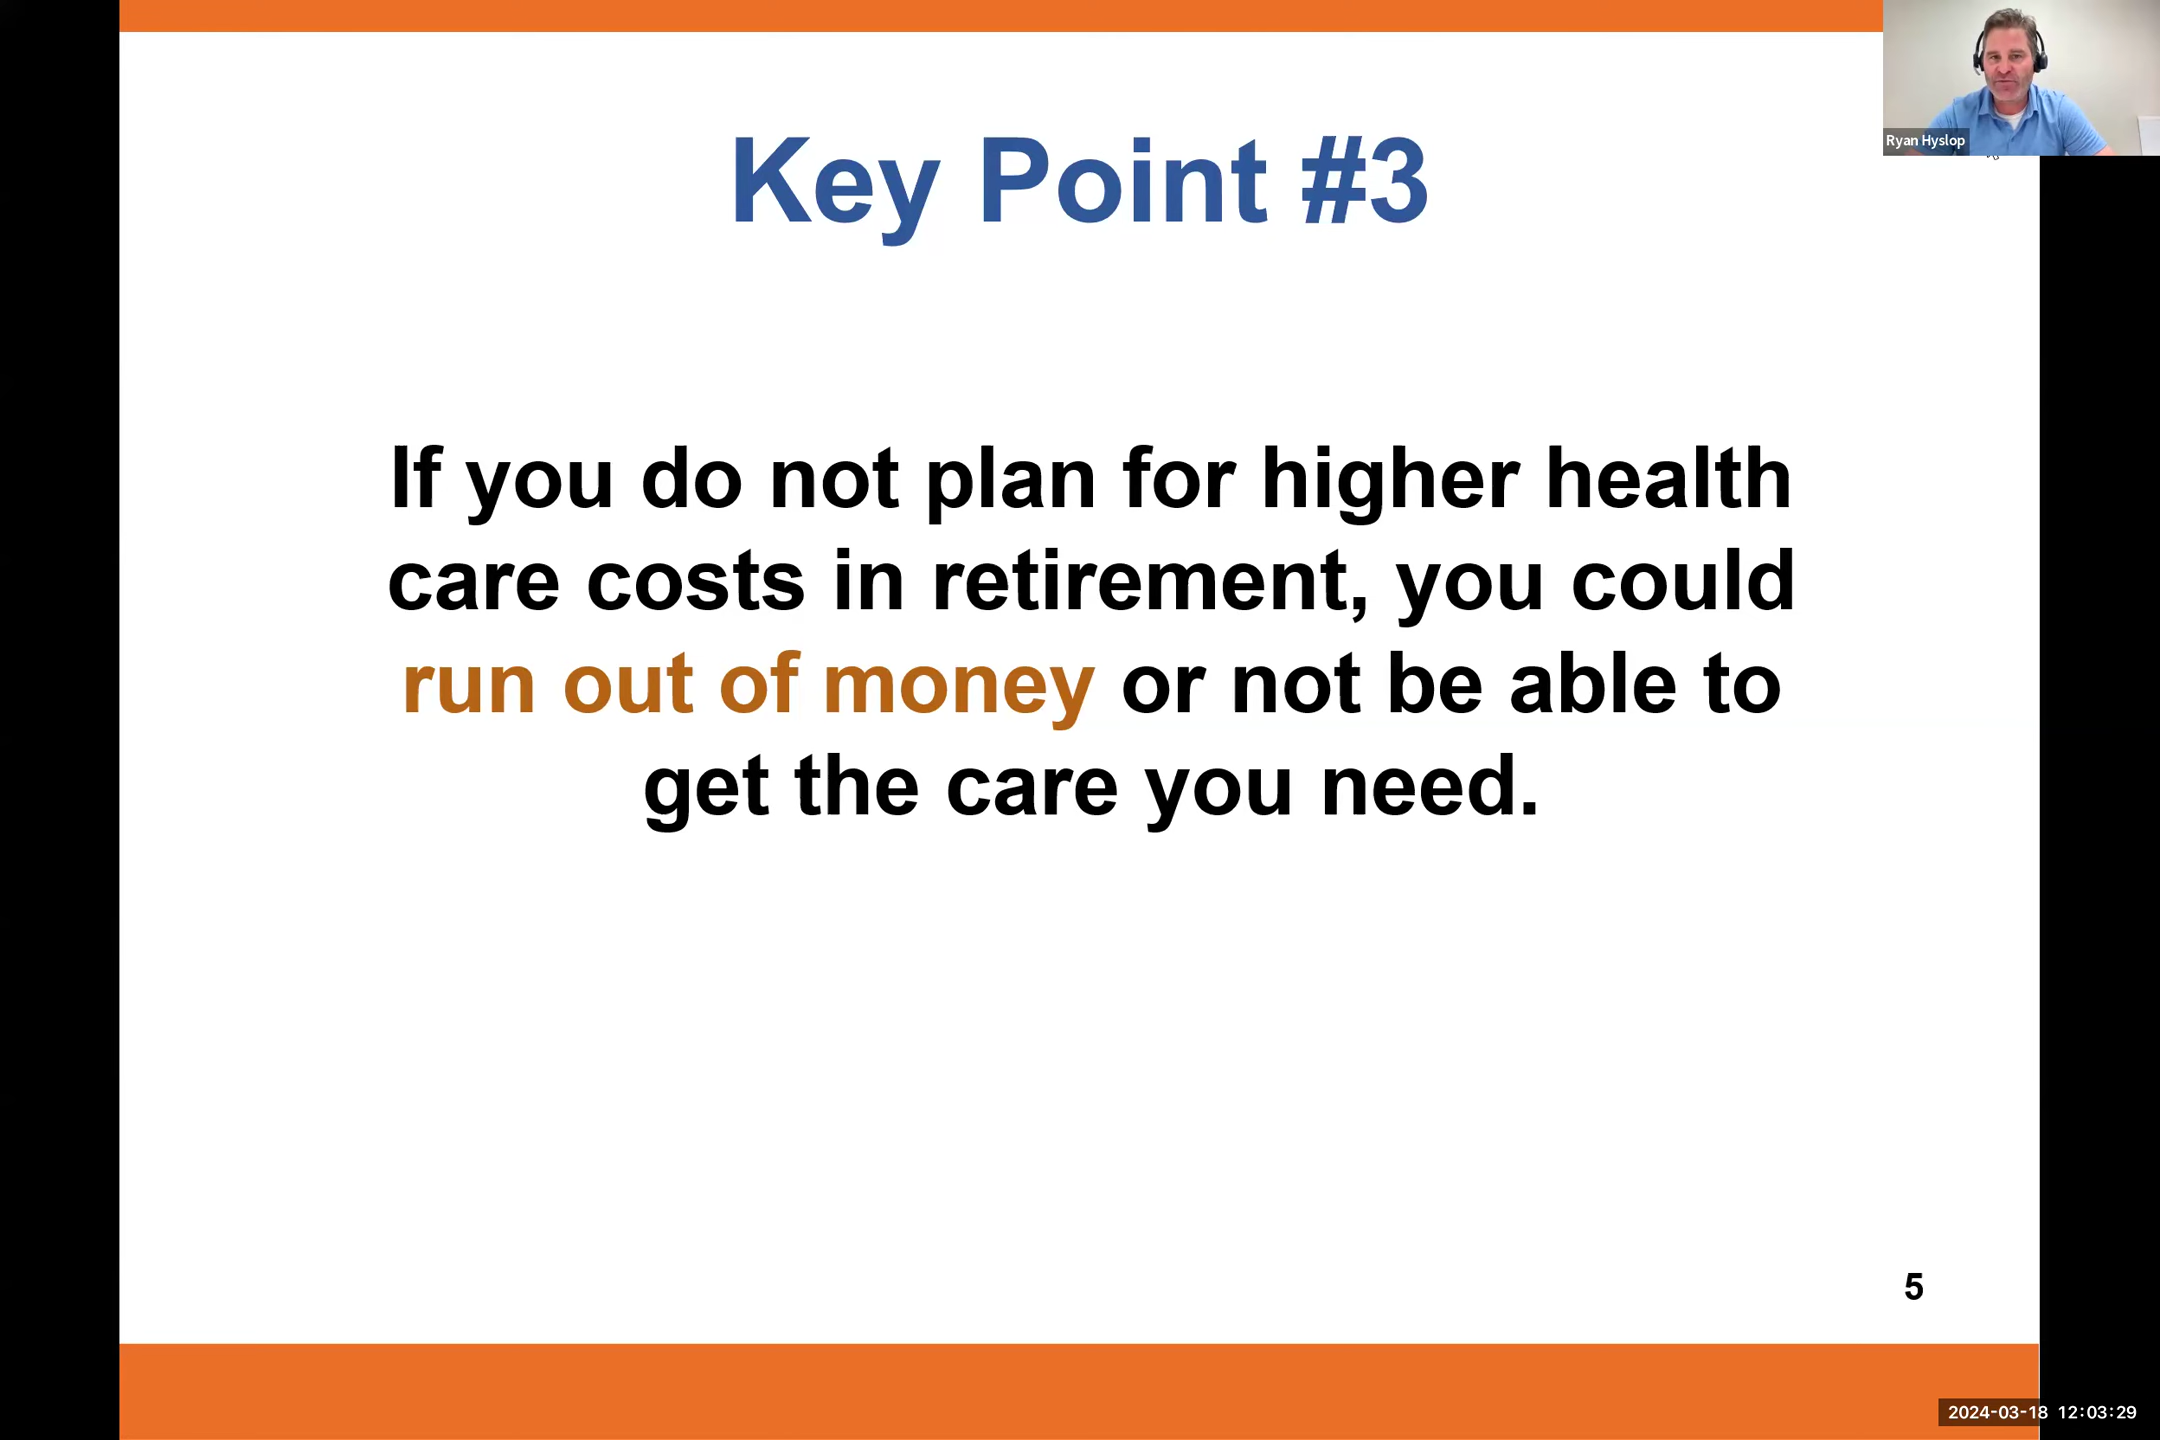 Ryan Hyslop
Key Point #3
If you do not plan for higher health
care costs in retirement, you could
run out of money or not be able to
get the care you need.
5
2024-03-18 12:03:29